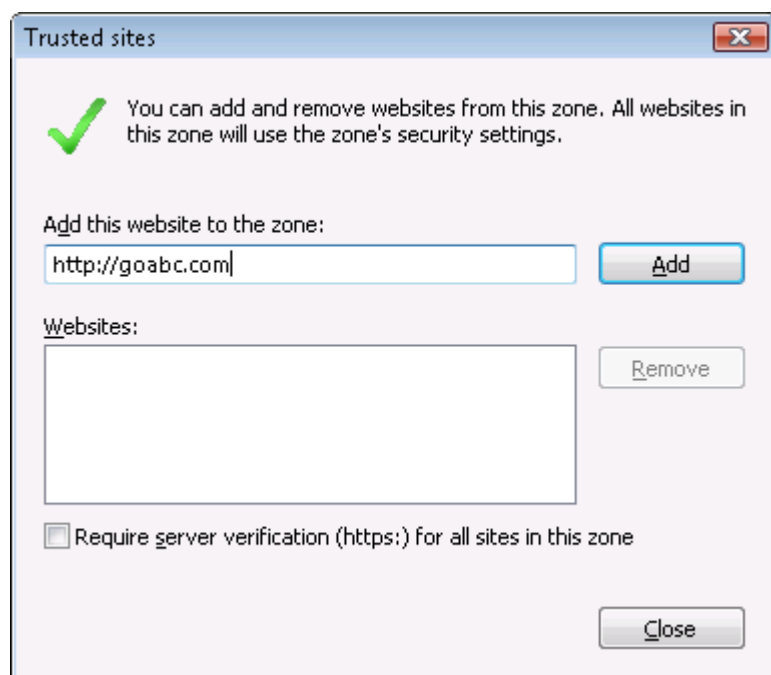 Trusted sites
You can add and remove websites from this zone. All websites in
this zone will use the zone's security settings.
Add this website to the zone:
http://goabc.com
Add
Websites:
Remove
Require server verification (https:) for all sites in this zone
Close